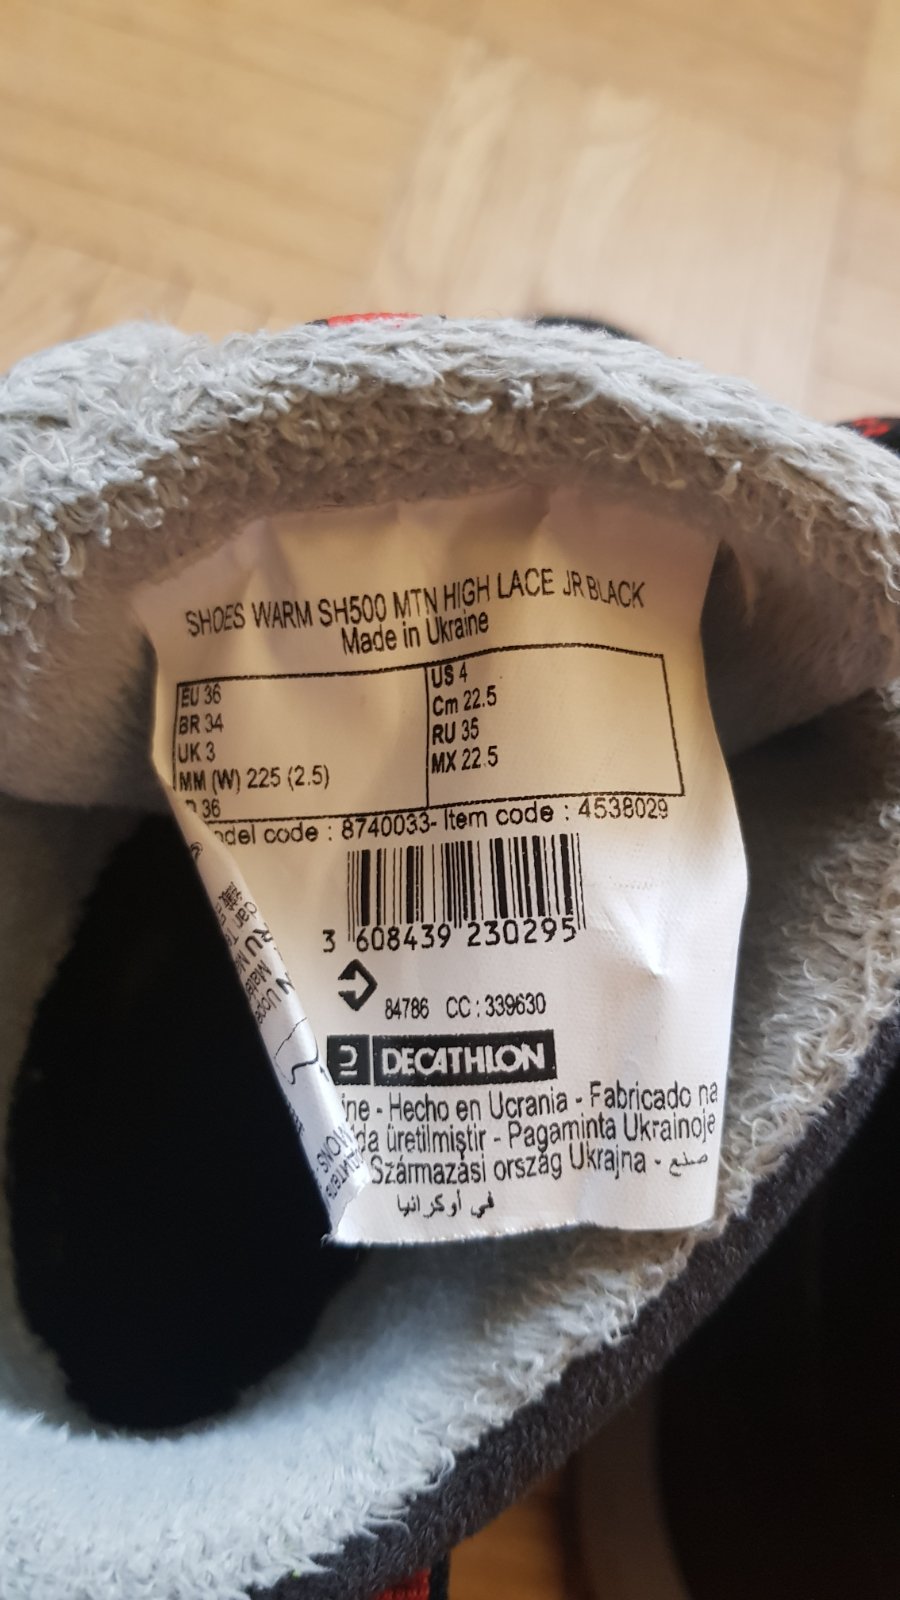 SHOES WARM SH500 MTN HIGH LACE JR BLACK
Made in Ukraine
EU 36
BR 34
UK 3
MM (W) 225 (2.5)
36
US 4
Cm 22.5
RU 35
MX 22.5
del code : 8740033- Item code : 4538029
3 608439 230295
84786 CC : 339630
DECATHLON
ine - Hecho en Ucrania - Fabricado na
da üretilmiştir - Pagaminta Ukrainoje
Származási ország Ukrajna - صنع
في أوكرانيا